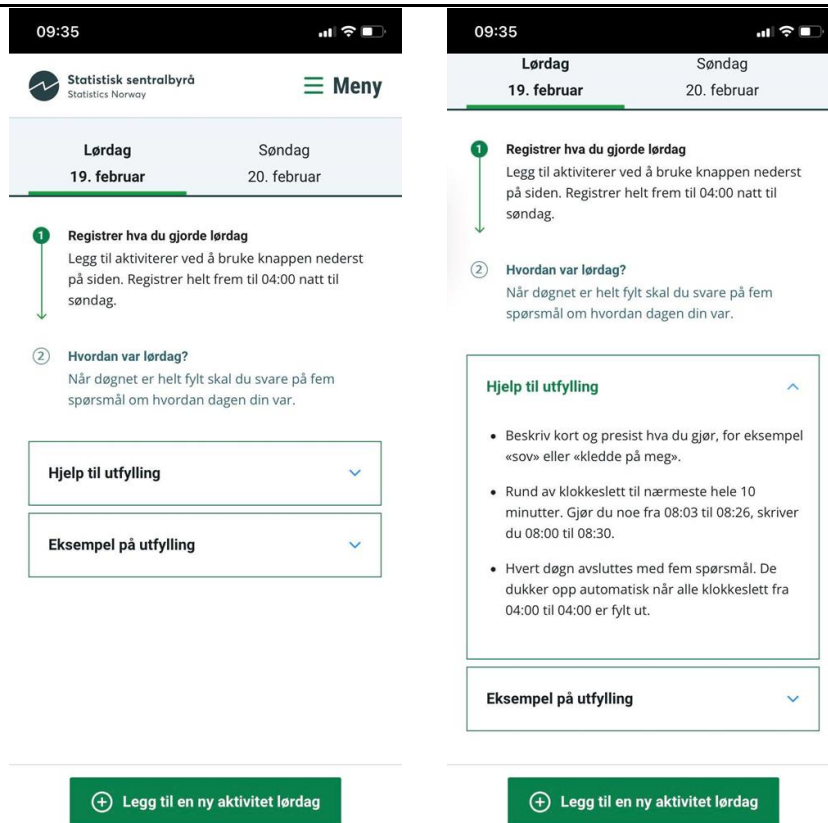 09:35
Statistisk sentralbyrå
Statistics Norway
Meny
Lørdag
19. februar
Søndag
20. februar
1
Registrer hva du gjorde lørdag
Legg til aktiviterer ved å bruke knappen nederst
på siden. Registrer helt frem til 04:00 natt til
søndag.
2
Hvordan var lørdag?
Når døgnet er helt fylt skal du svare på fem
spørsmål om hvordan dagen din var.
Hjelp til utfylling
Eksempel på utfylling
Legg til en ny aktivitet lørdag
09:35
Lørdag
19. februar
Søndag
20. februar
1
Registrer hva du gjorde lørdag
Legg til aktiviterer ved å bruke knappen nederst
på siden. Registrer helt frem til 04:00 natt til
søndag.
2
Hvordan var lørdag?
Når døgnet er helt fylt skal du svare på fem
spørsmål om hvordan dagen din var.
Hjelp til utfylling
• Beskriv kort og presist hva du gjør, for eksempel
«sov» eller «kledde på meg».
• Rund av klokkeslett til nærmeste hele 10
minutter. Gjør du noe fra 08:03 til 08:26, skriver
du 08:00 til 08:30.
• Hvert døgn avsluttes med fem spørsmål. De
dukker opp automatisk når alle klokkeslett fra
04:00 til 04:00 er fylt ut.
Eksempel på utfylling
Legg til en ny aktivitet lørdag